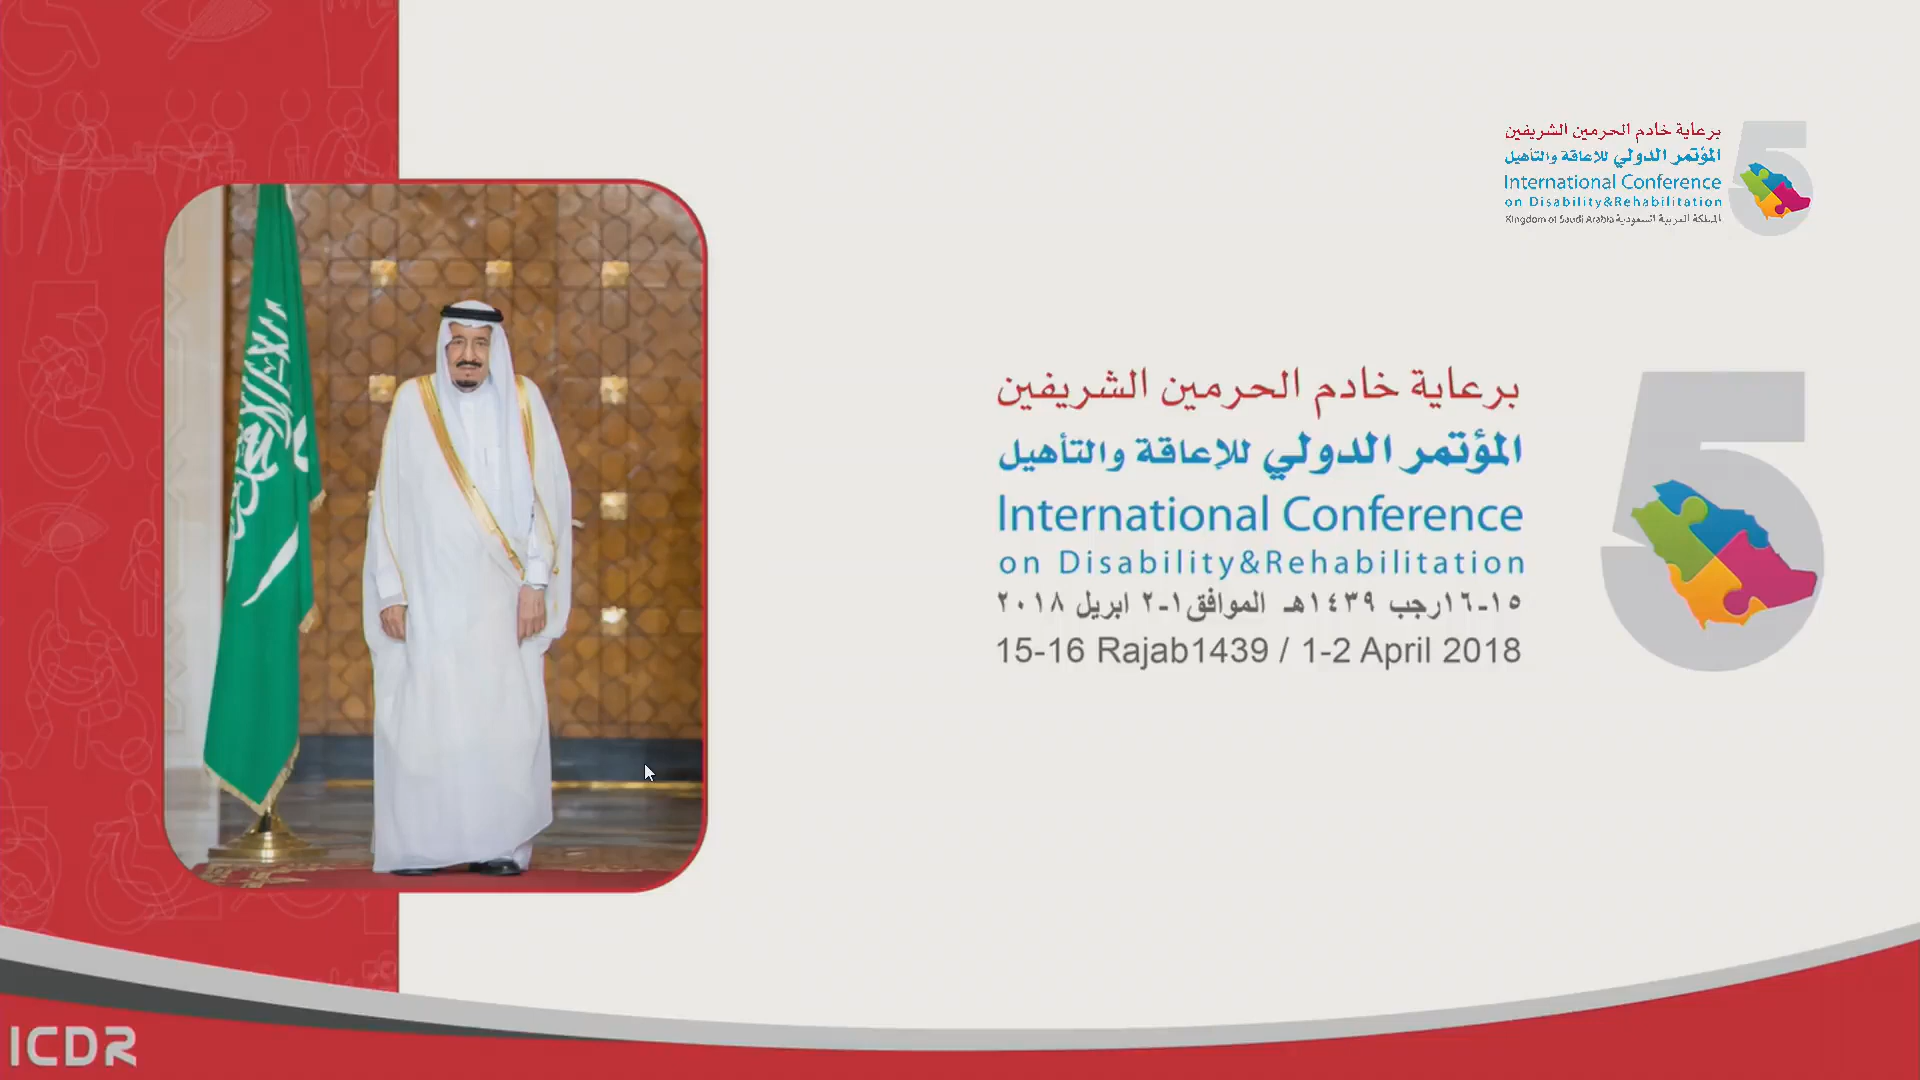 برعاية خادم الحرمين الشريفين
المؤتمر الدولي للإعاقة والتأهيل
International Conference
on Disability&Rehabilitation
Kingdom of Saudi Arabia المملكة العربية السعودية
5
برعاية خادم الحرمين الشريفين
المؤتمر الدولي للإعاقة والتأهيل
International Conference
on Disability&Rehabilitation
١٥-١٦رجب ١٤٣٩هـ الموافق١-٢ ابريل ٢٠١٨
15-16 Rajab1439 / 1-2 April 2018
5
ICDR